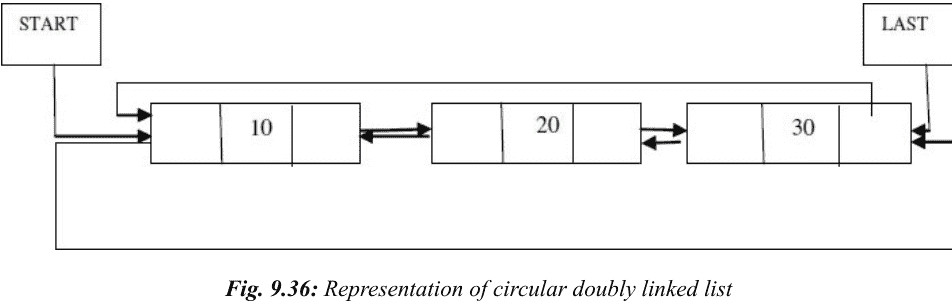 START
LAST
10
20
30
Fig. 9.36: Representation of circular doubly linked list